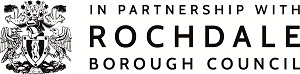 IN PARTNERSHIP WITH
ROCHDALE
BOROUGH COUNCIL